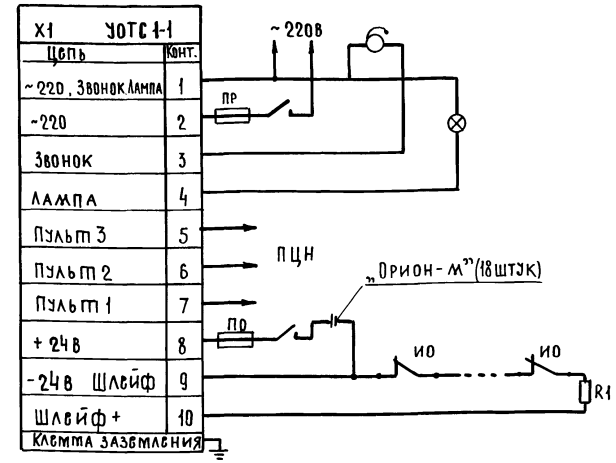 X1 УОТС 1-1
Цепь Конт.
~220, Звонок Лампа 1
~220 2
Звонок 3
Лампа 4
Пульт 3 5
Пульт 2 6
Пульт 1 7
+ 24в 8
- 24в Шлейф 9
Шлейф + 10
Клемма заземления
~ 220в
ПР
ПЦН
„Орион-м” (18 штук)
ПО
ИО
ИО
R1